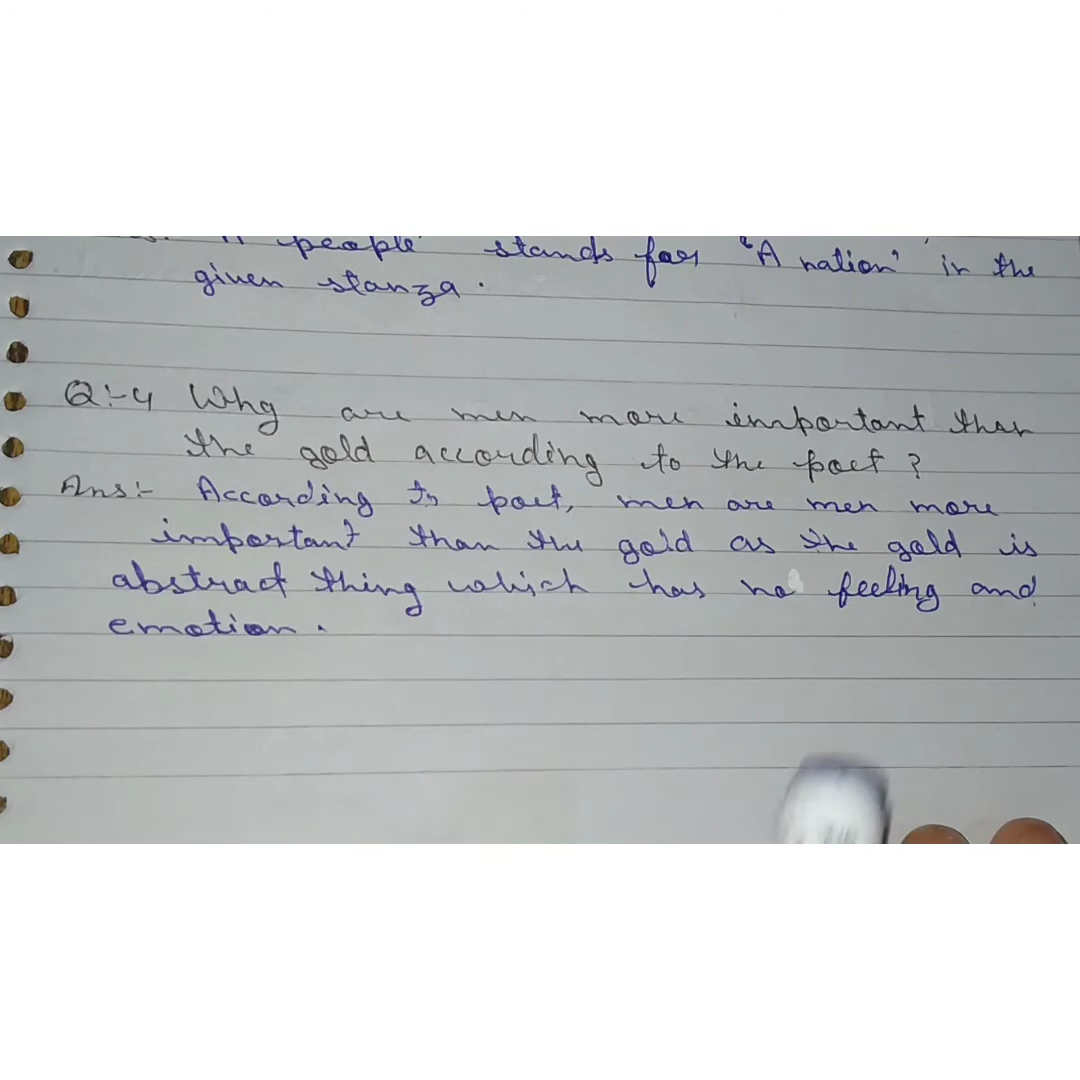 people stands for "A nation' in the
given stanza.
Q:-4 Why are men more important than
the gold according to the poet ?
Ans:- According to poet, men are men more
important than the gold as the gold is
abstract thing which has no feeling and
emotion.